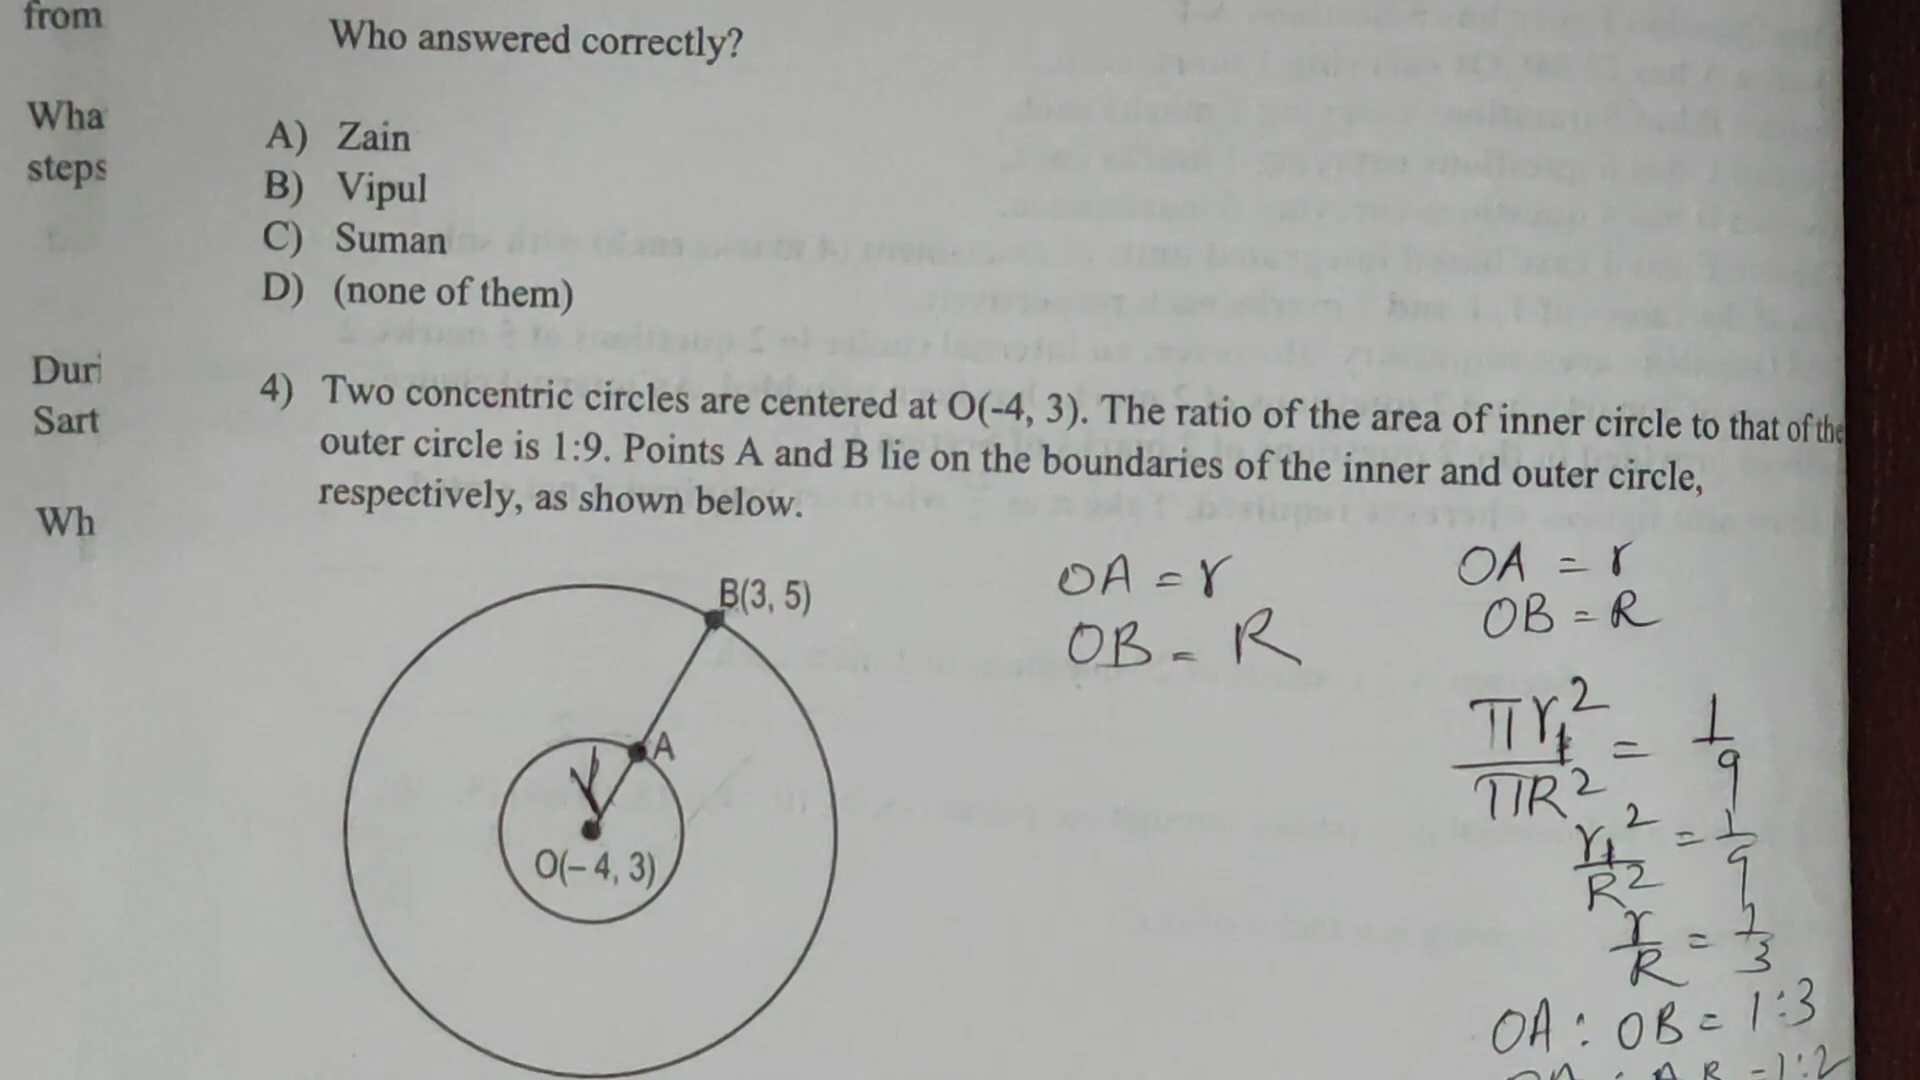 from
Who answered correctly?
Wha
steps
A) Zain
B) Vipul
C) Suman
D) (none of them)
Duri
Sart
4) Two concentric circles are centered at O(-4, 3). The ratio of the area of inner circle to that of the
outer circle is 1:9. Points A and B lie on the boundaries of the inner and outer circle,
respectively, as shown below.
Wh
B(3, 5)
A
O(– 4, 3)
OA = r
OB = R
OA = r
OB = R
πr₁² / πR² = 1/9
r₁²/R² = 1/9
r/R = 1/3
OA : OB = 1:3